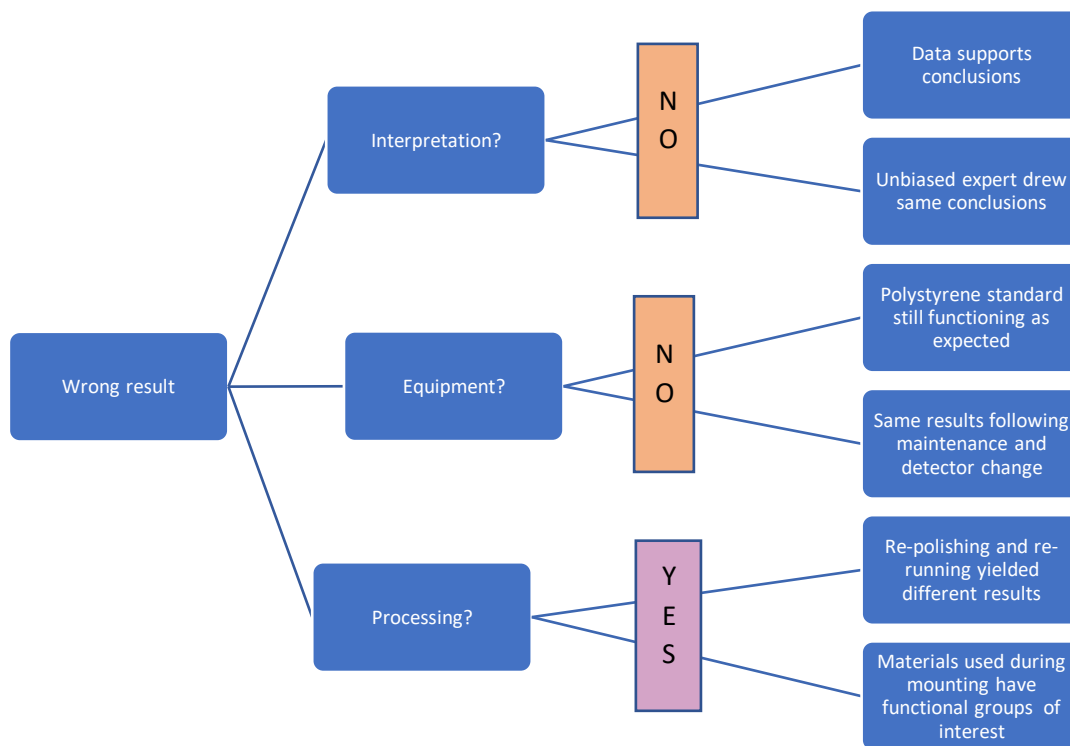 Wrong result
Interpretation?
N
O
Data supports
conclusions
Unbiased expert drew
same conclusions
Equipment?
N
O
Polystyrene standard
still functioning as
expected
Same results following
maintenance and
detector change
Processing?
Y
E
S
Re-polishing and re-
running yielded
different results
Materials used during
mounting have
functional groups of
interest